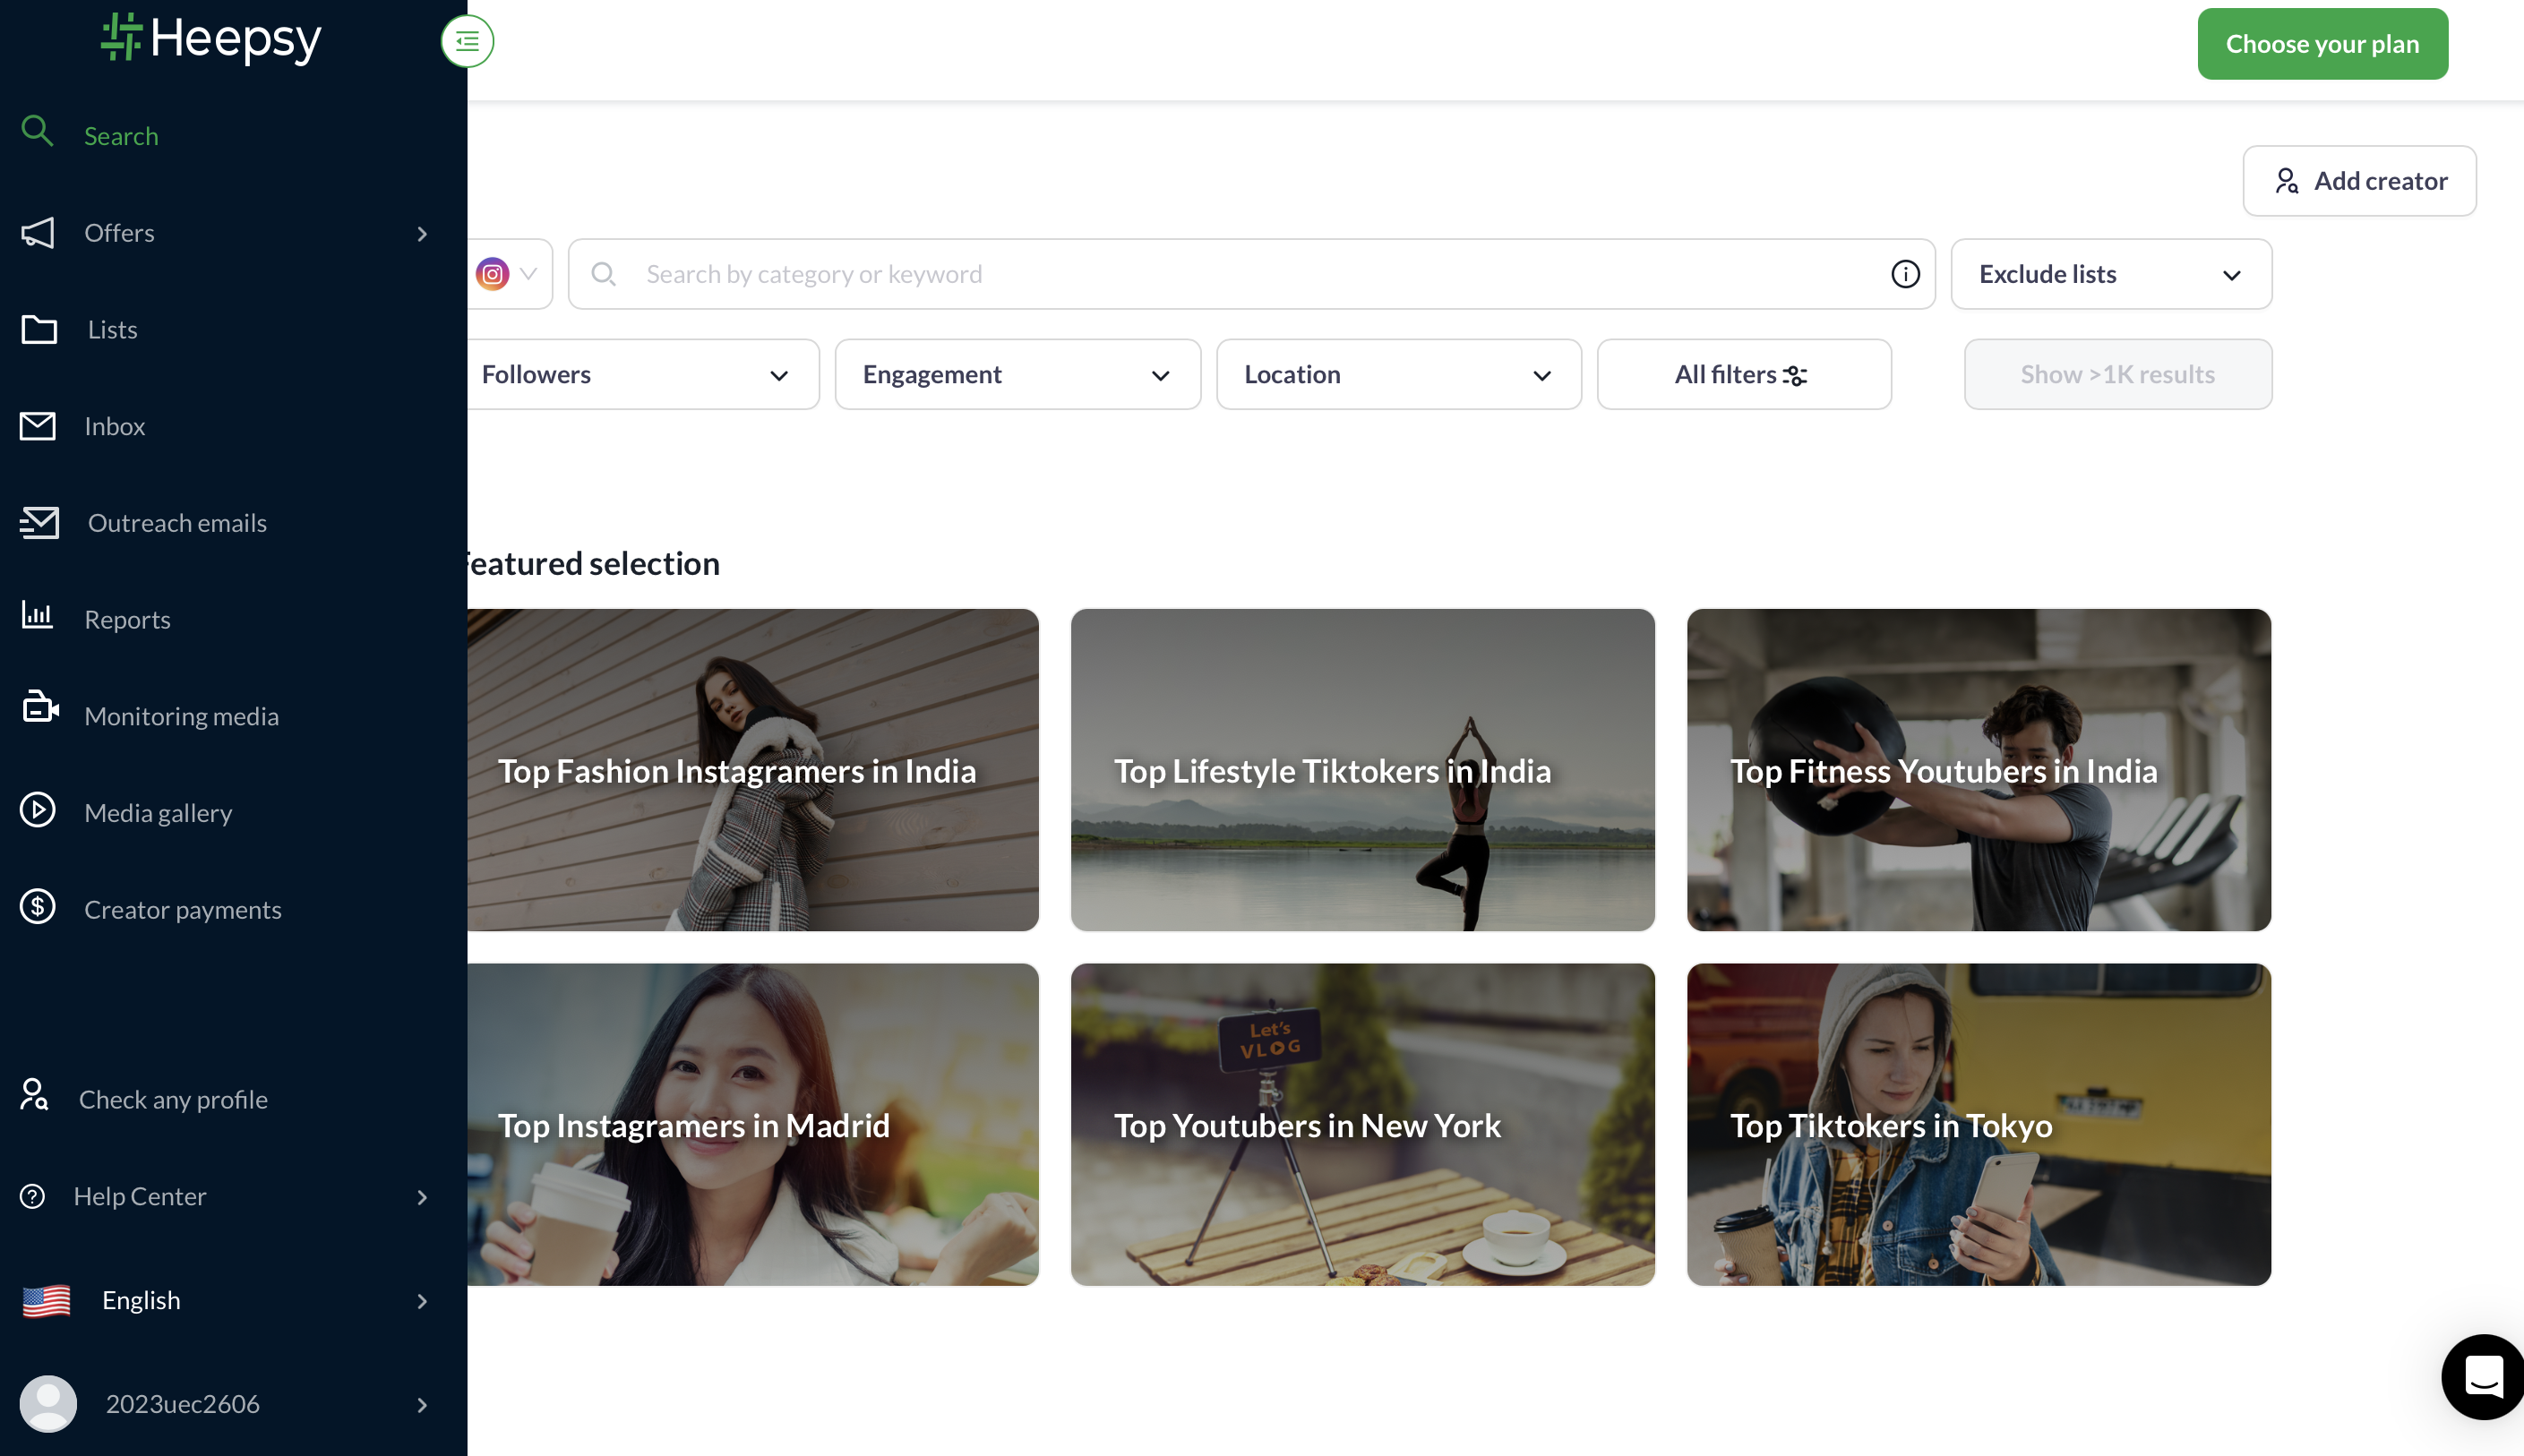 Heepsy
Search
Offers
Lists
Inbox
Outreach emails
Reports
Monitoring media
Media gallery
Creator payments
Check any profile
Help Center
English
2023uec2606
Choose your plan
Add creator
Search by category or keyword
Exclude lists
Followers
Engagement
Location
All filters
Show >1K results
Featured selection
Top Fashion Instagramers in India
Top Lifestyle Tiktokers in India
Top Fitness Youtubers in India
Top Instagramers in Madrid
Let's
VLOG
Top Youtubers in New York
Top Tiktokers in Tokyo